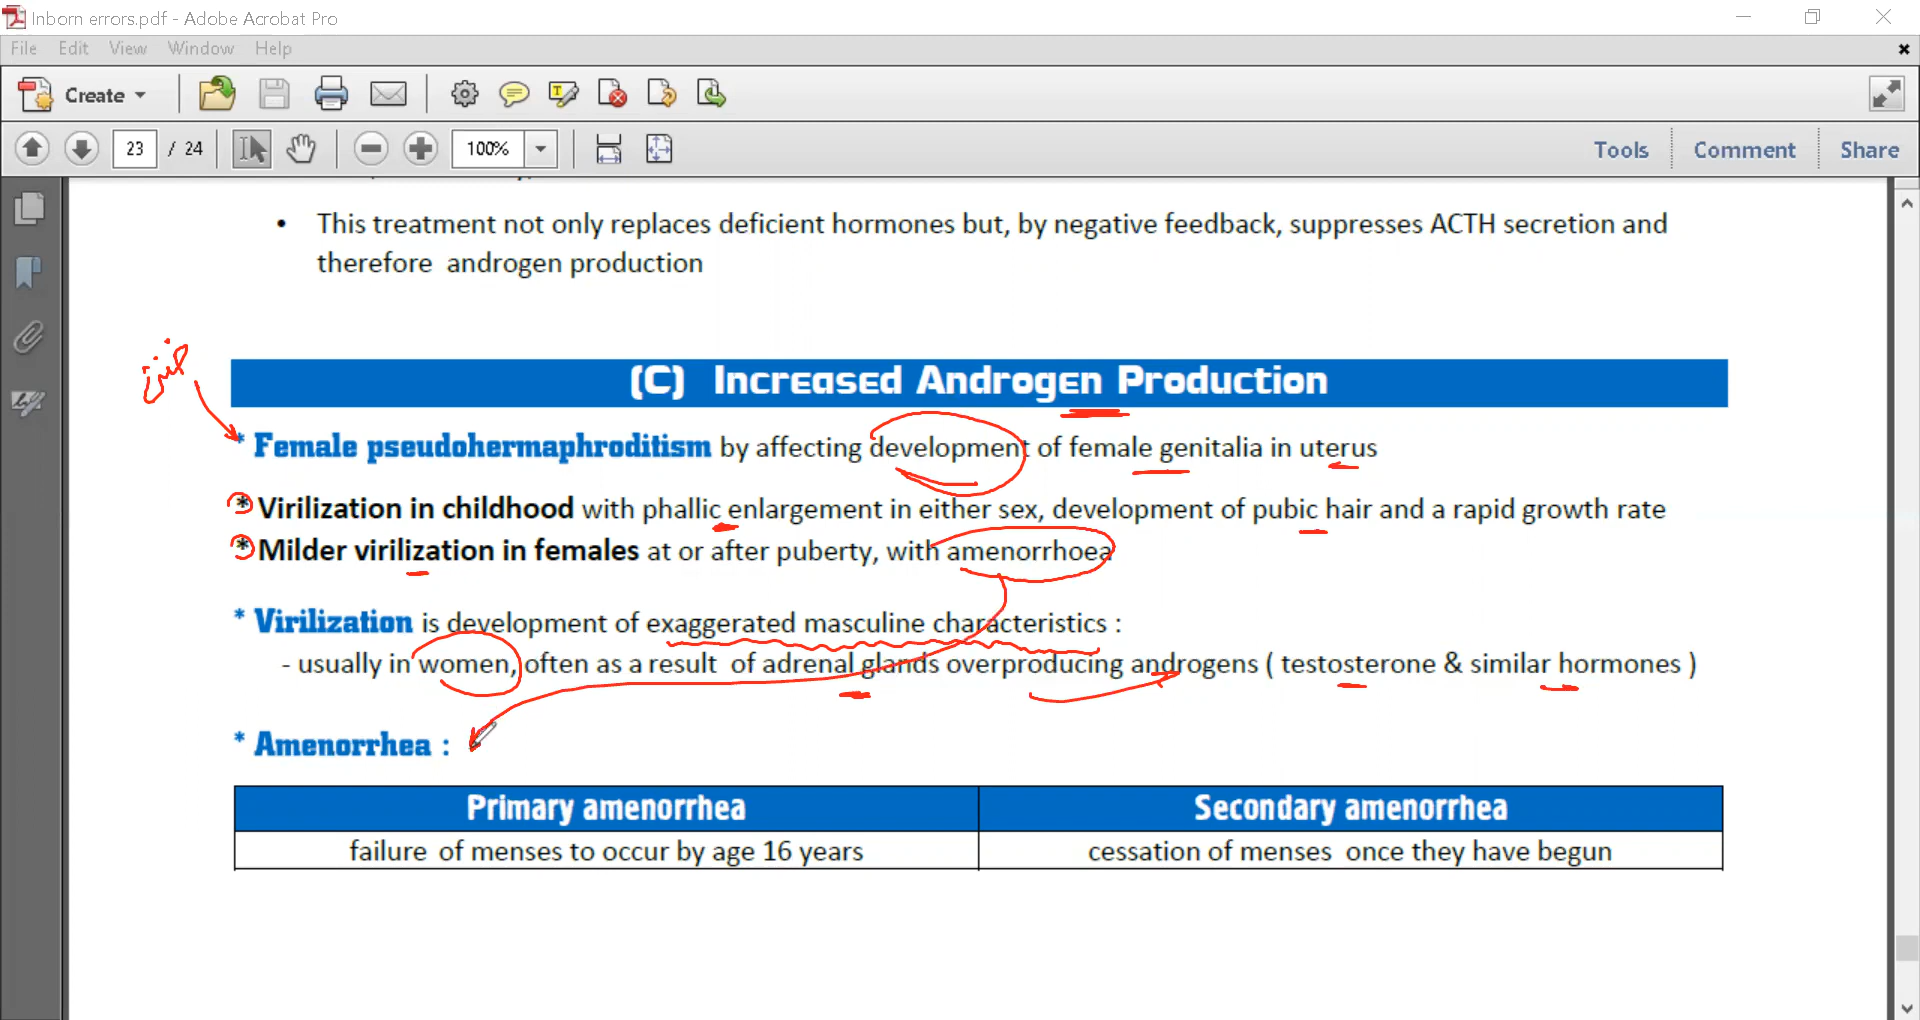 Inborn errors.pdf - Adobe Acrobat Pro
File Edit View Window Help
Create
23 / 24 100% Tools Comment Share
• This treatment not only replaces deficient hormones but, by negative feedback, suppresses ACTH secretion and
therefore androgen production
(C) Increased Androgen Production
* Female pseudohermaphroditism by affecting development of female genitalia in uterus
* Virilization in childhood with phallic enlargement in either sex, development of pubic hair and a rapid growth rate
* Milder virilization in females at or after puberty, with amenorrhoea
* Virilization is development of exaggerated masculine characteristics :
- usually in women, often as a result of adrenal glands overproducing androgens ( testosterone & similar hormones )
* Amenorrhea :
Primary amenorrhea Secondary amenorrhea
failure of menses to occur by age 16 years cessation of menses once they have begun